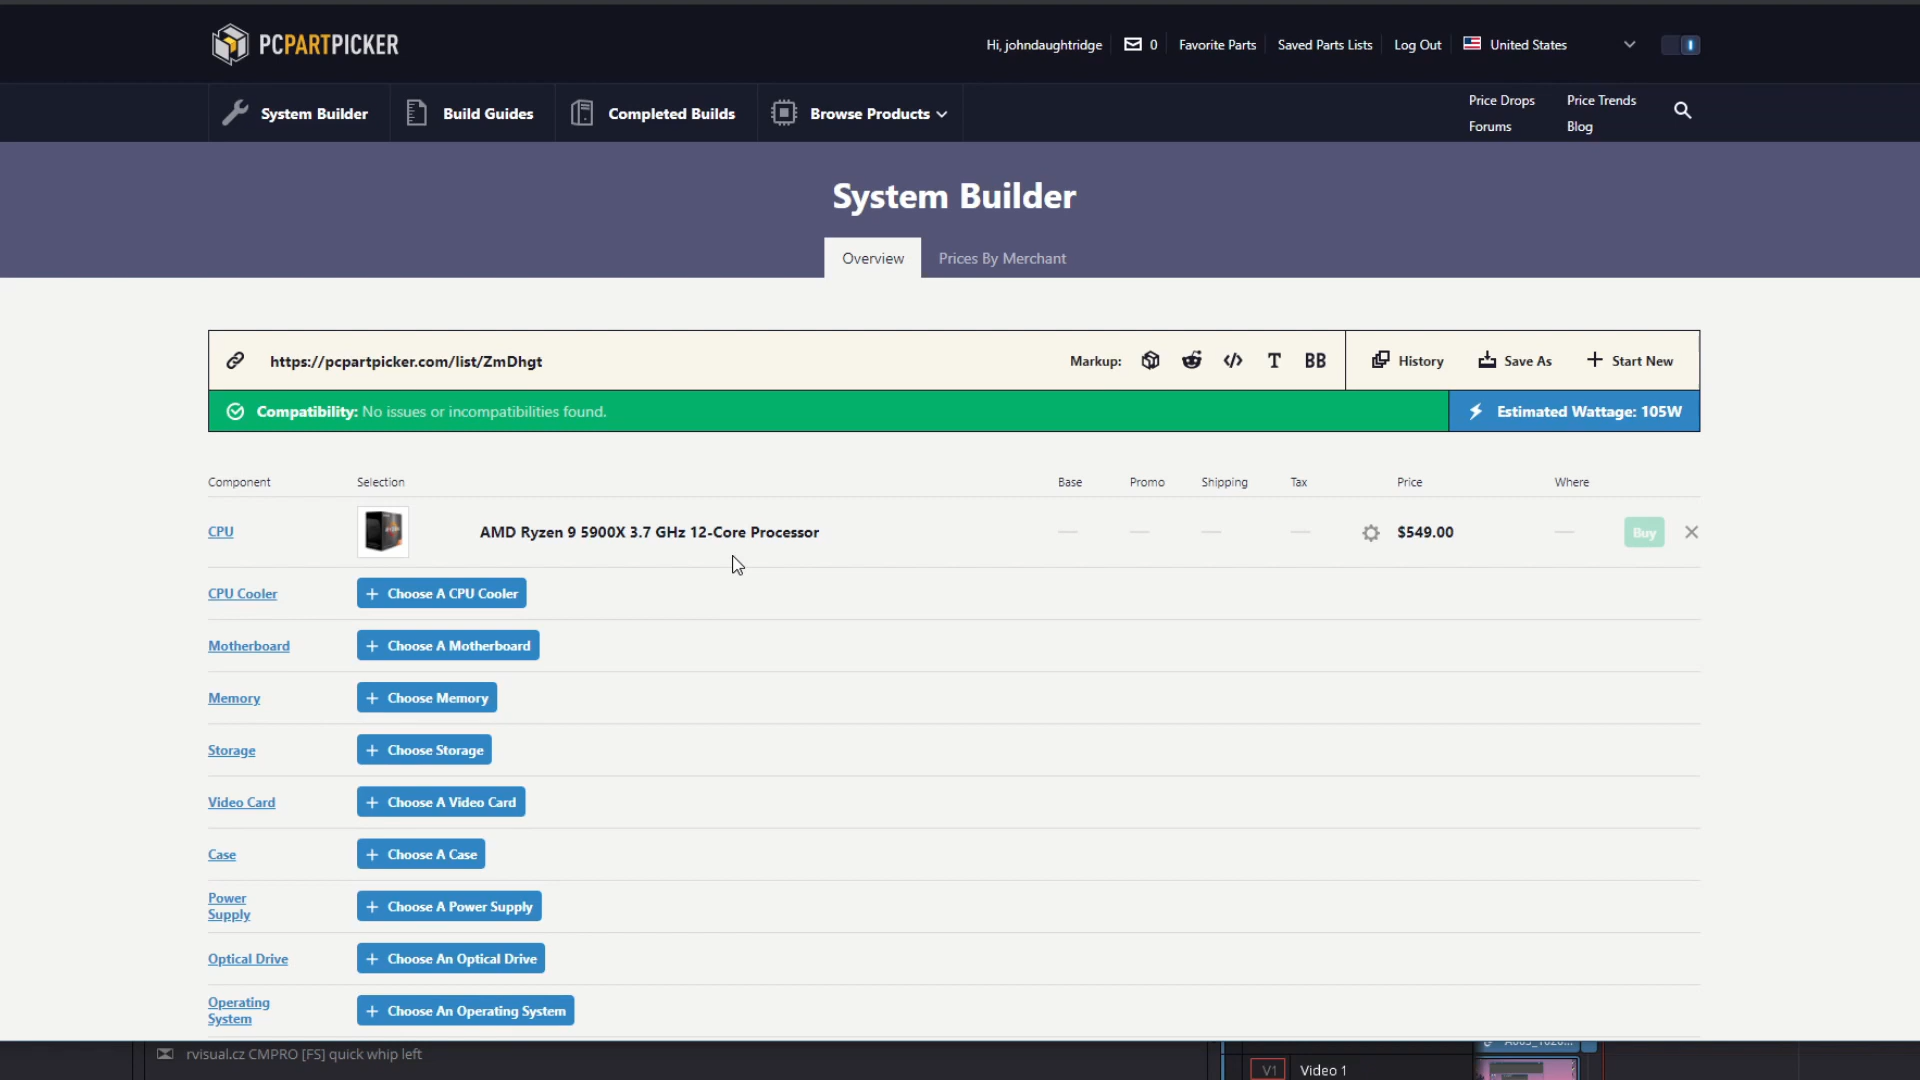 PCPARTPICKER
Hi, johndaughtridge
0
Favorite Parts
Saved Parts Lists
Log Out
United States
System Builder
Build Guides
Completed Builds
Browse Products
Price Drops
Price Trends
Forums
Blog
System Builder
Overview
Prices By Merchant
https://pcpartpicker.com/list/ZmDhgt
Markup:
T
BB
History
Save As
Start New
Compatibility: No issues or incompatibilities found.
Estimated Wattage: 105W
Component
Selection
Base
Promo
Shipping
Tax
Price
Where
CPU
AMD Ryzen 9 5900X 3.7 GHz 12-Core Processor
$549.00
Buy
CPU Cooler
+ Choose A CPU Cooler
Motherboard
+ Choose A Motherboard
Memory
+ Choose Memory
Storage
+ Choose Storage
Video Card
+ Choose A Video Card
Case
+ Choose A Case
Power
Supply
+ Choose A Power Supply
Optical Drive
+ Choose An Optical Drive
Operating
System
+ Choose An Operating System
rvisual.cz CMPRO [FS] quick whip left
V1
Video 1